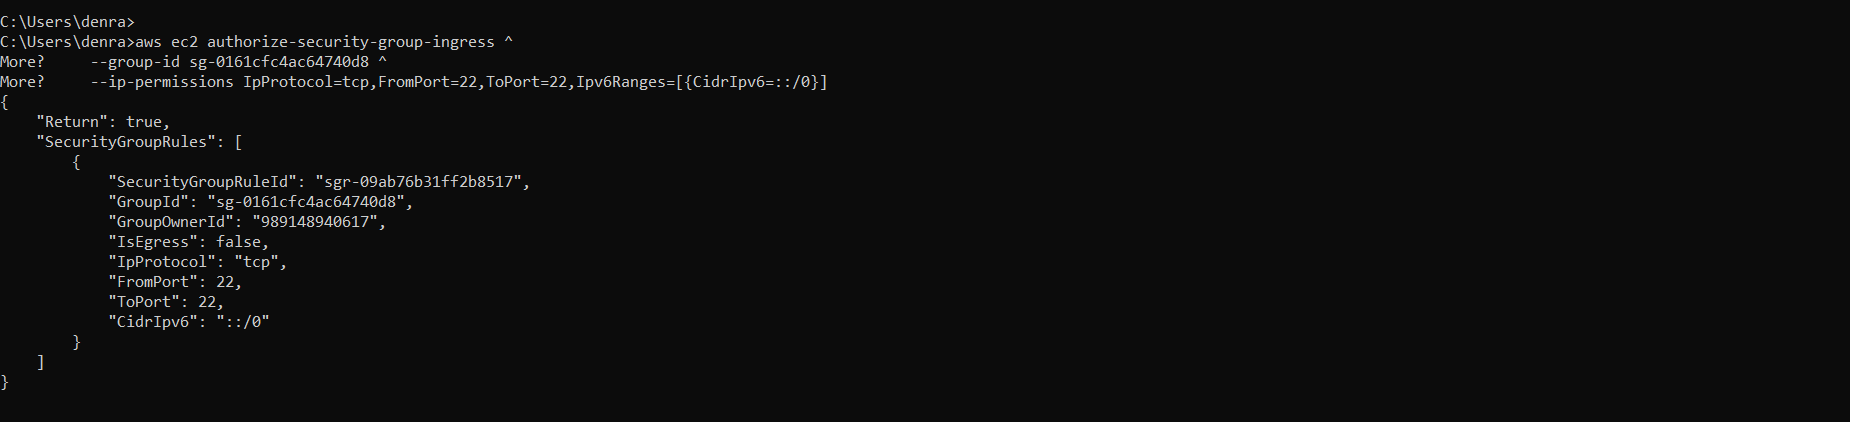 C:\Users\denra>
C:\Users\denra>aws ec2 authorize-security-group-ingress ^
More?     --group-id sg-0161cfc4ac64740d8 ^
More?     --ip-permissions IpProtocol=tcp,FromPort=22,ToPort=22,Ipv6Ranges=[{CidrIpv6=::/0}]
{
    "Return": true,
    "SecurityGroupRules": [
        {
            "SecurityGroupRuleId": "sgr-09ab76b31ff2b8517",
            "GroupId": "sg-0161cfc4ac64740d8",
            "GroupOwnerId": "989148940617",
            "IsEgress": false,
            "IpProtocol": "tcp",
            "FromPort": 22,
            "ToPort": 22,
            "CidrIpv6": "::/0"
        }
    ]
}